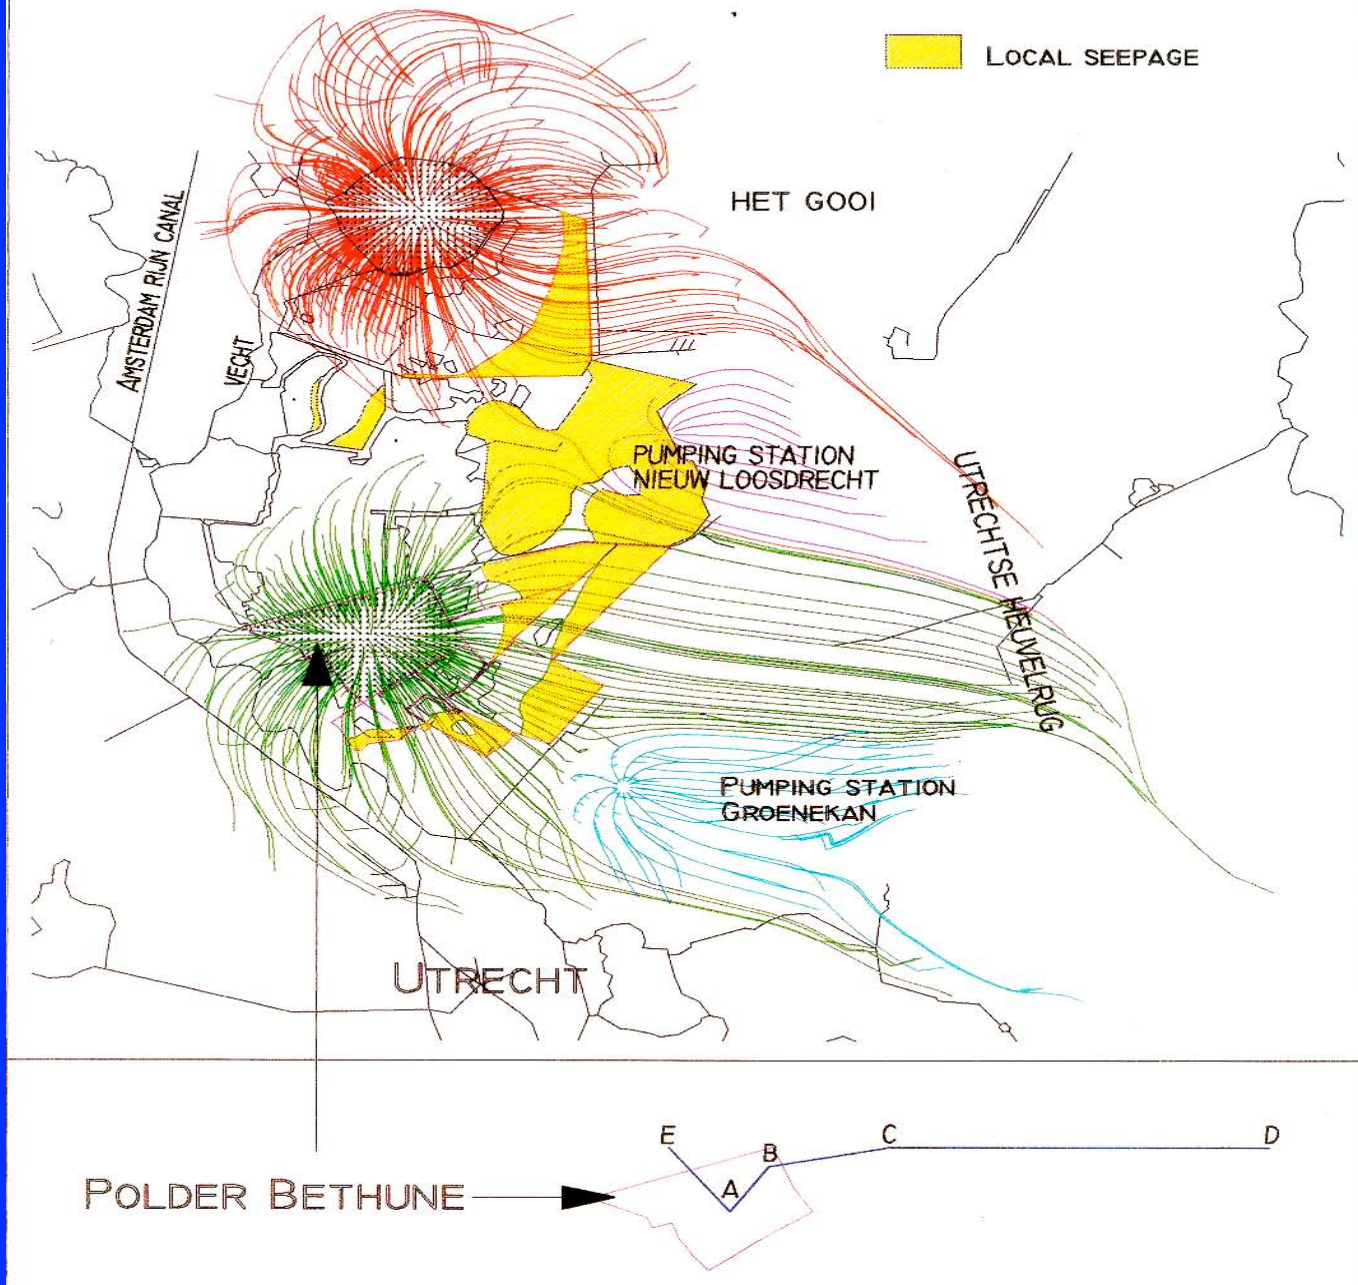 LOCAL SEEPAGE
HET GOOI
AMSTERDAM RIJN CANAL
VECHT
PUMPING STATION
NIEUW LOOSDRECHT
UTRECHTSE HEUVELRUG
PUMPING STATION
GROENEKAN
UTRECHT
E
B
C
D
A
POLDER BETHUNE